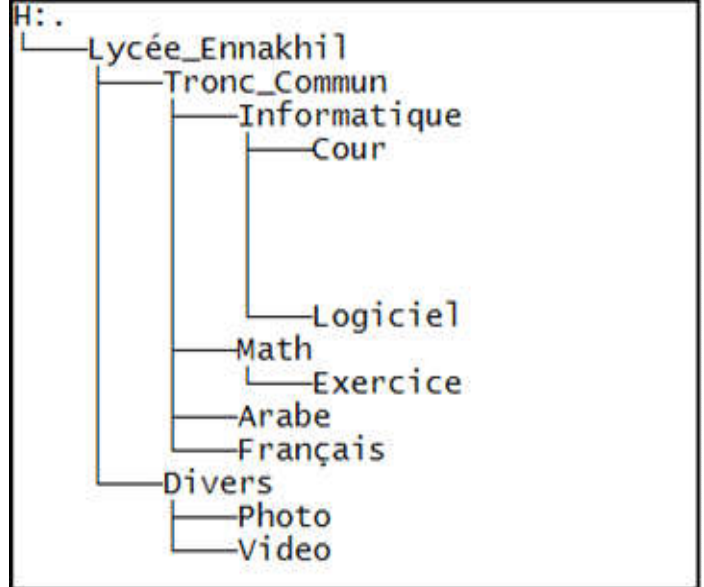 H:.
Lycée_Ennakhil
Tronc_Commun
Informatique
Cour
Logiciel
Math
Exercice
Arabe
Français
Divers
Photo
Video